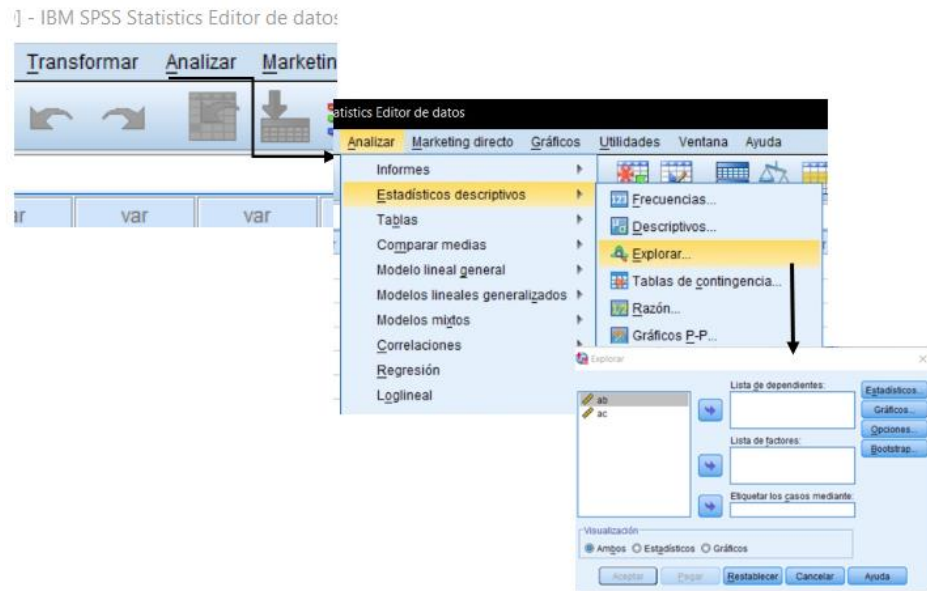 ] - IBM SPSS Statistics Editor de datos
Transformar Analizar Marketin
var var
atistics Editor de datos
Analizar Marketing directo Gráficos Utilidades Ventana Ayuda
Informes
Estadísticos descriptivos
Tablas
Comparar medias
Modelo lineal general
Modelos lineales generalizados
Modelos mixtos
Correlaciones
Regresión
Loglineal
Frecuencias...
Descriptivos...
Explorar...
Tablas de contingencia...
Razón...
Gráficos P-P...
Explorar
ab
ac
Lista de dependientes:
Lista de factores:
Etiquetar los casos mediante:
Estadísticos...
Gráficos...
Opciones...
Bootstrap...
Visualización
Ambos Estadísticos Gráficos
Aceptar Pegar Restablecer Cancelar Ayuda